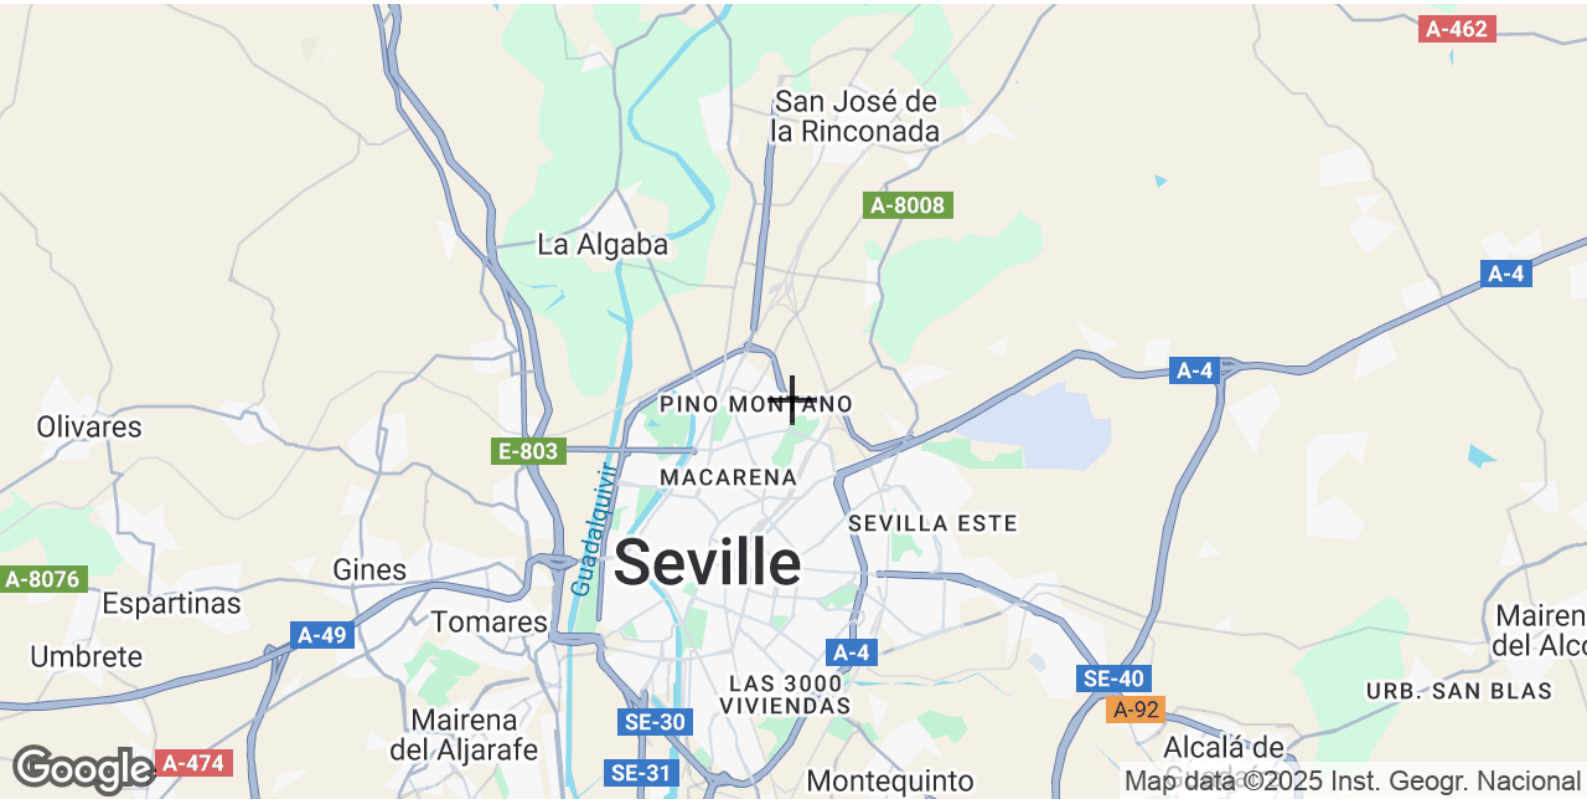 A-462
San José de
la Rinconada
A-8008
La Algaba
A-4
A-4
PINO MONTANO
Olivares
E-803
MACARENA
Guadalquivir
SEVILLA ESTE
Seville
Gines
A-8076
Espartinas
Tomares
A-49
Umbrete
A-4
Mairen
del Alco
SE-40
LAS 3000
VIVIENDAS
URB. SAN BLAS
A-92
Mairena
del Aljarafe
SE-30
Alcalá de
Google
A-474
SE-31
Montequinto
Map data ©2025 Inst. Geogr. Nacional